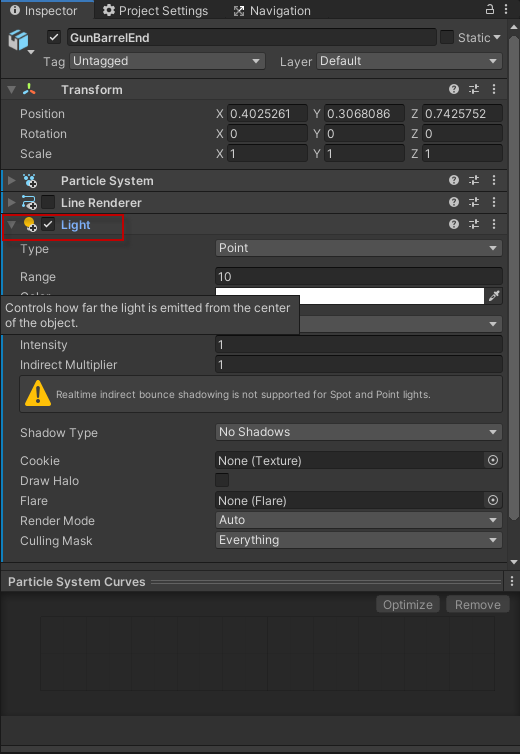 Inspector Project Settings Navigation
GunBarrelEnd Static
Tag Untagged Layer Default
Transform
Position X 0.4025261 Y 0.3068086 Z 0.7425752
Rotation X 0 Y 0 Z 0
Scale X 1 Y 1 Z 1
Particle System
Line Renderer
Light
Type Point
Range 10
Controls how far the light is emitted from the center
of the object.
Intensity 1
Indirect Multiplier 1
Realtime indirect bounce shadowing is not supported for Spot and Point lights.
Shadow Type No Shadows
Cookie None (Texture)
Draw Halo
Flare None (Flare)
Render Mode Auto
Culling Mask Everything
Particle System Curves
Optimize Remove